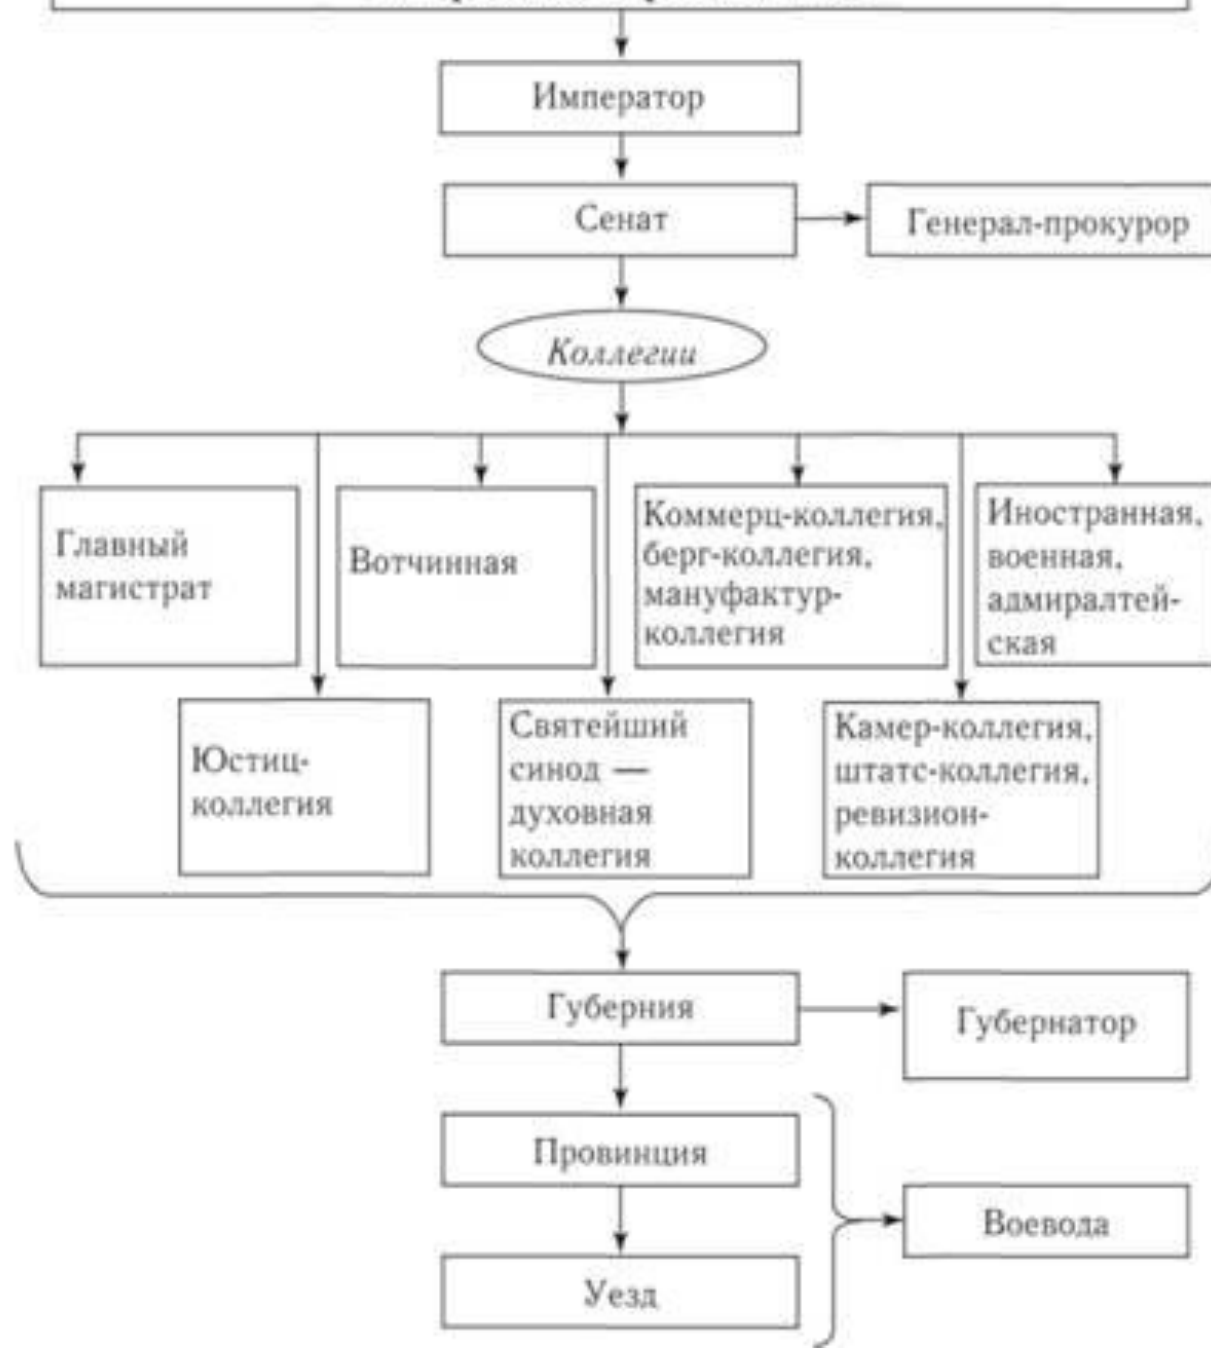 Император
Сенат
Генерал-прокурор
Коллегии
Главный
магистрат
Вотчинная
Коммерц-коллегия,
берг-коллегия,
мануфактур-
коллегия
Иностранная,
военная,
адмиралтей-
ская
Юстиц-
коллегия
Святейший
синод —
духовная
коллегия
Камер-коллегия,
штатс-коллегия,
ревизион-
коллегия
Губерния
Губернатор
Провинция
Воевода
Уезд